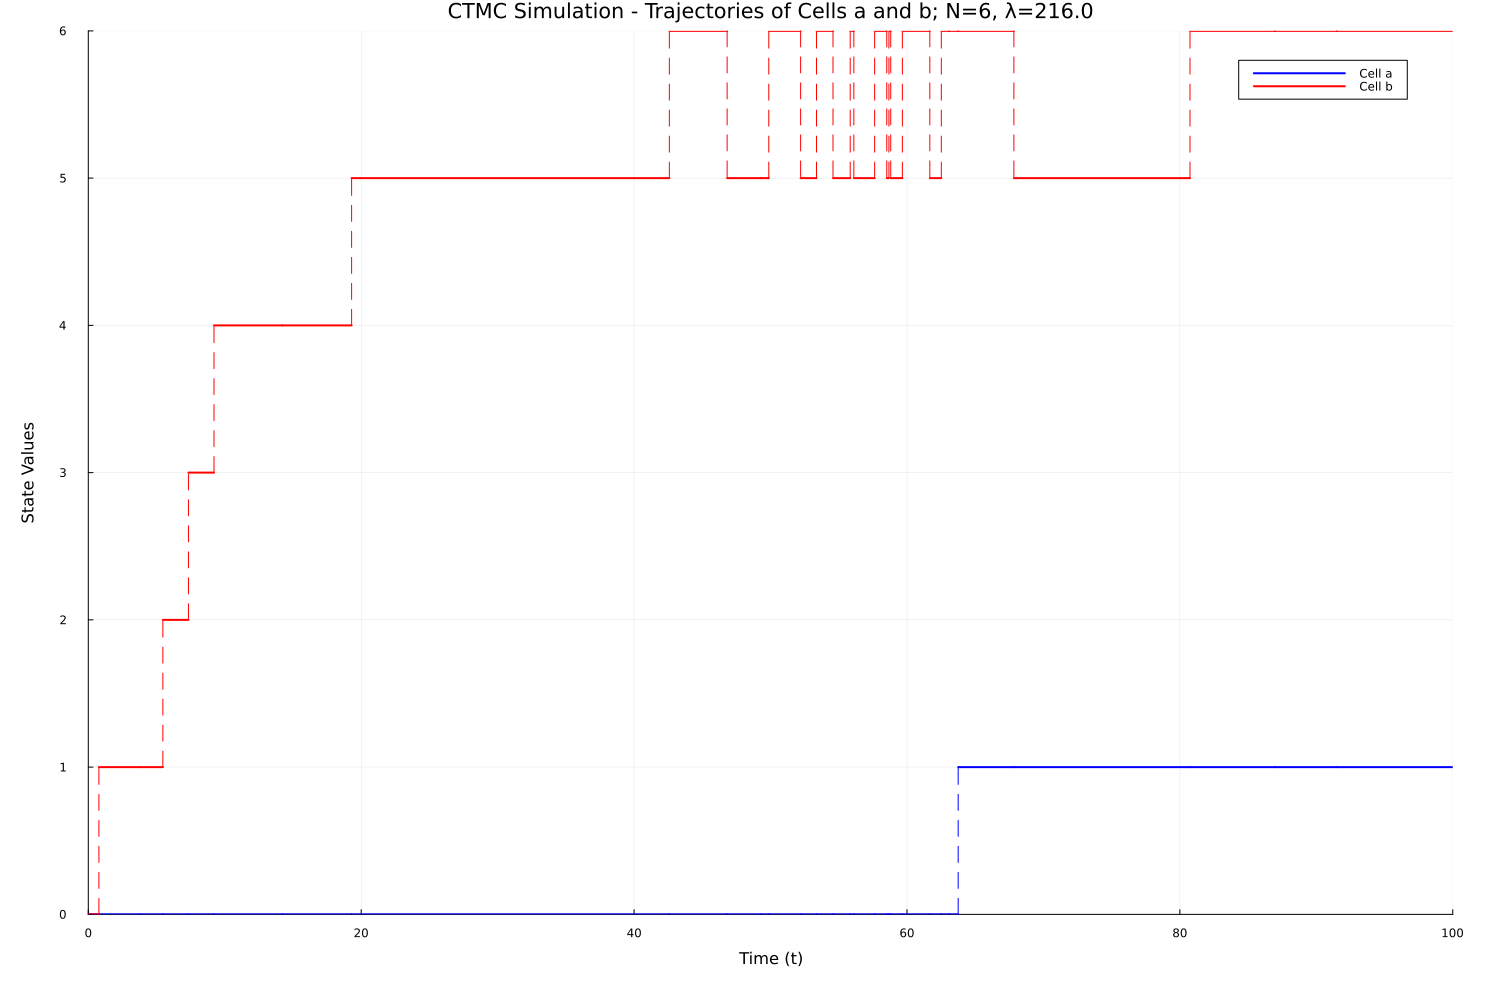 CTMC Simulation - Trajectories of Cells a and b; N=6, λ=216.0
6
Cell a
Cell b
5
4
State Values
3
2
1
0
0 20 40 60 80 100
Time (t)